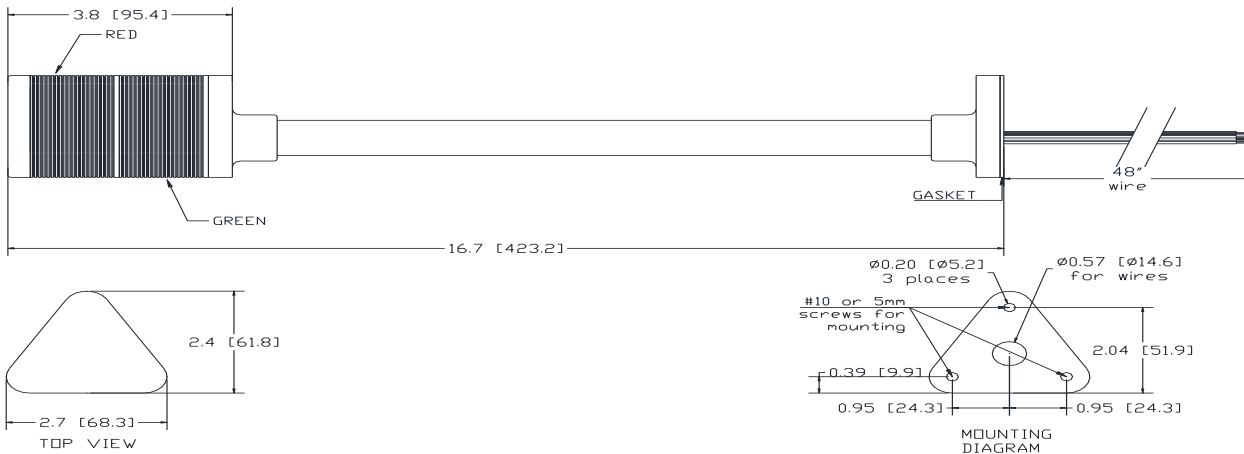 3.8 [95.4]
RED
GREEN
GASKET
48"
wire
16.7 [423.2]
2.4 [61.8]
2.7 [68.3]
TOP VIEW
Ø0.20 [Ø5.2]
3 places
Ø0.57 [Ø14.6]
for wires
#10 or 5mm
screws for
mounting
2.04 [51.9]
0.39 [9.9]
0.95 [24.3]
0.95 [24.3]
MOUNTING
DIAGRAM